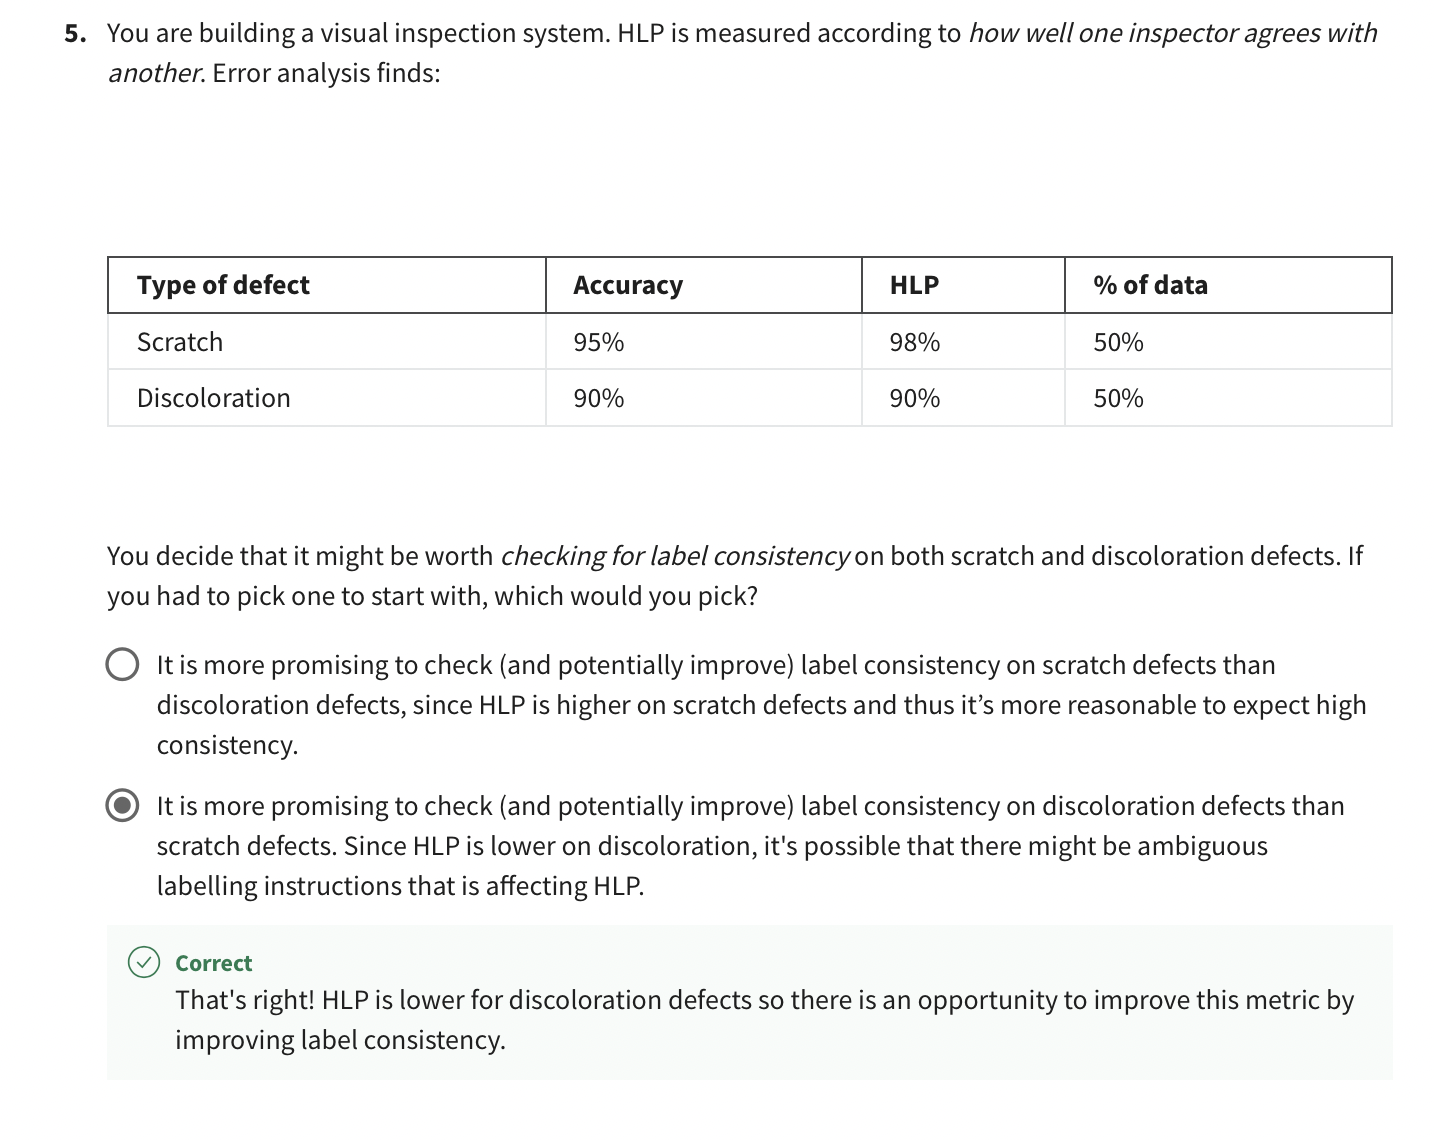 5. You are building a visual inspection system. HLP is measured according to how well one inspector agrees with
another. Error analysis finds:
Type of defect Accuracy HLP % of data
Scratch 95% 98% 50%
Discoloration 90% 90% 50%
You decide that it might be worth checking for label consistency on both scratch and discoloration defects. If
you had to pick one to start with, which would you pick?
It is more promising to check (and potentially improve) label consistency on scratch defects than
discoloration defects, since HLP is higher on scratch defects and thus it’s more reasonable to expect high
consistency.
It is more promising to check (and potentially improve) label consistency on discoloration defects than
scratch defects. Since HLP is lower on discoloration, it's possible that there might be ambiguous
labelling instructions that is affecting HLP.
Correct
That's right! HLP is lower for discoloration defects so there is an opportunity to improve this metric by
improving label consistency.